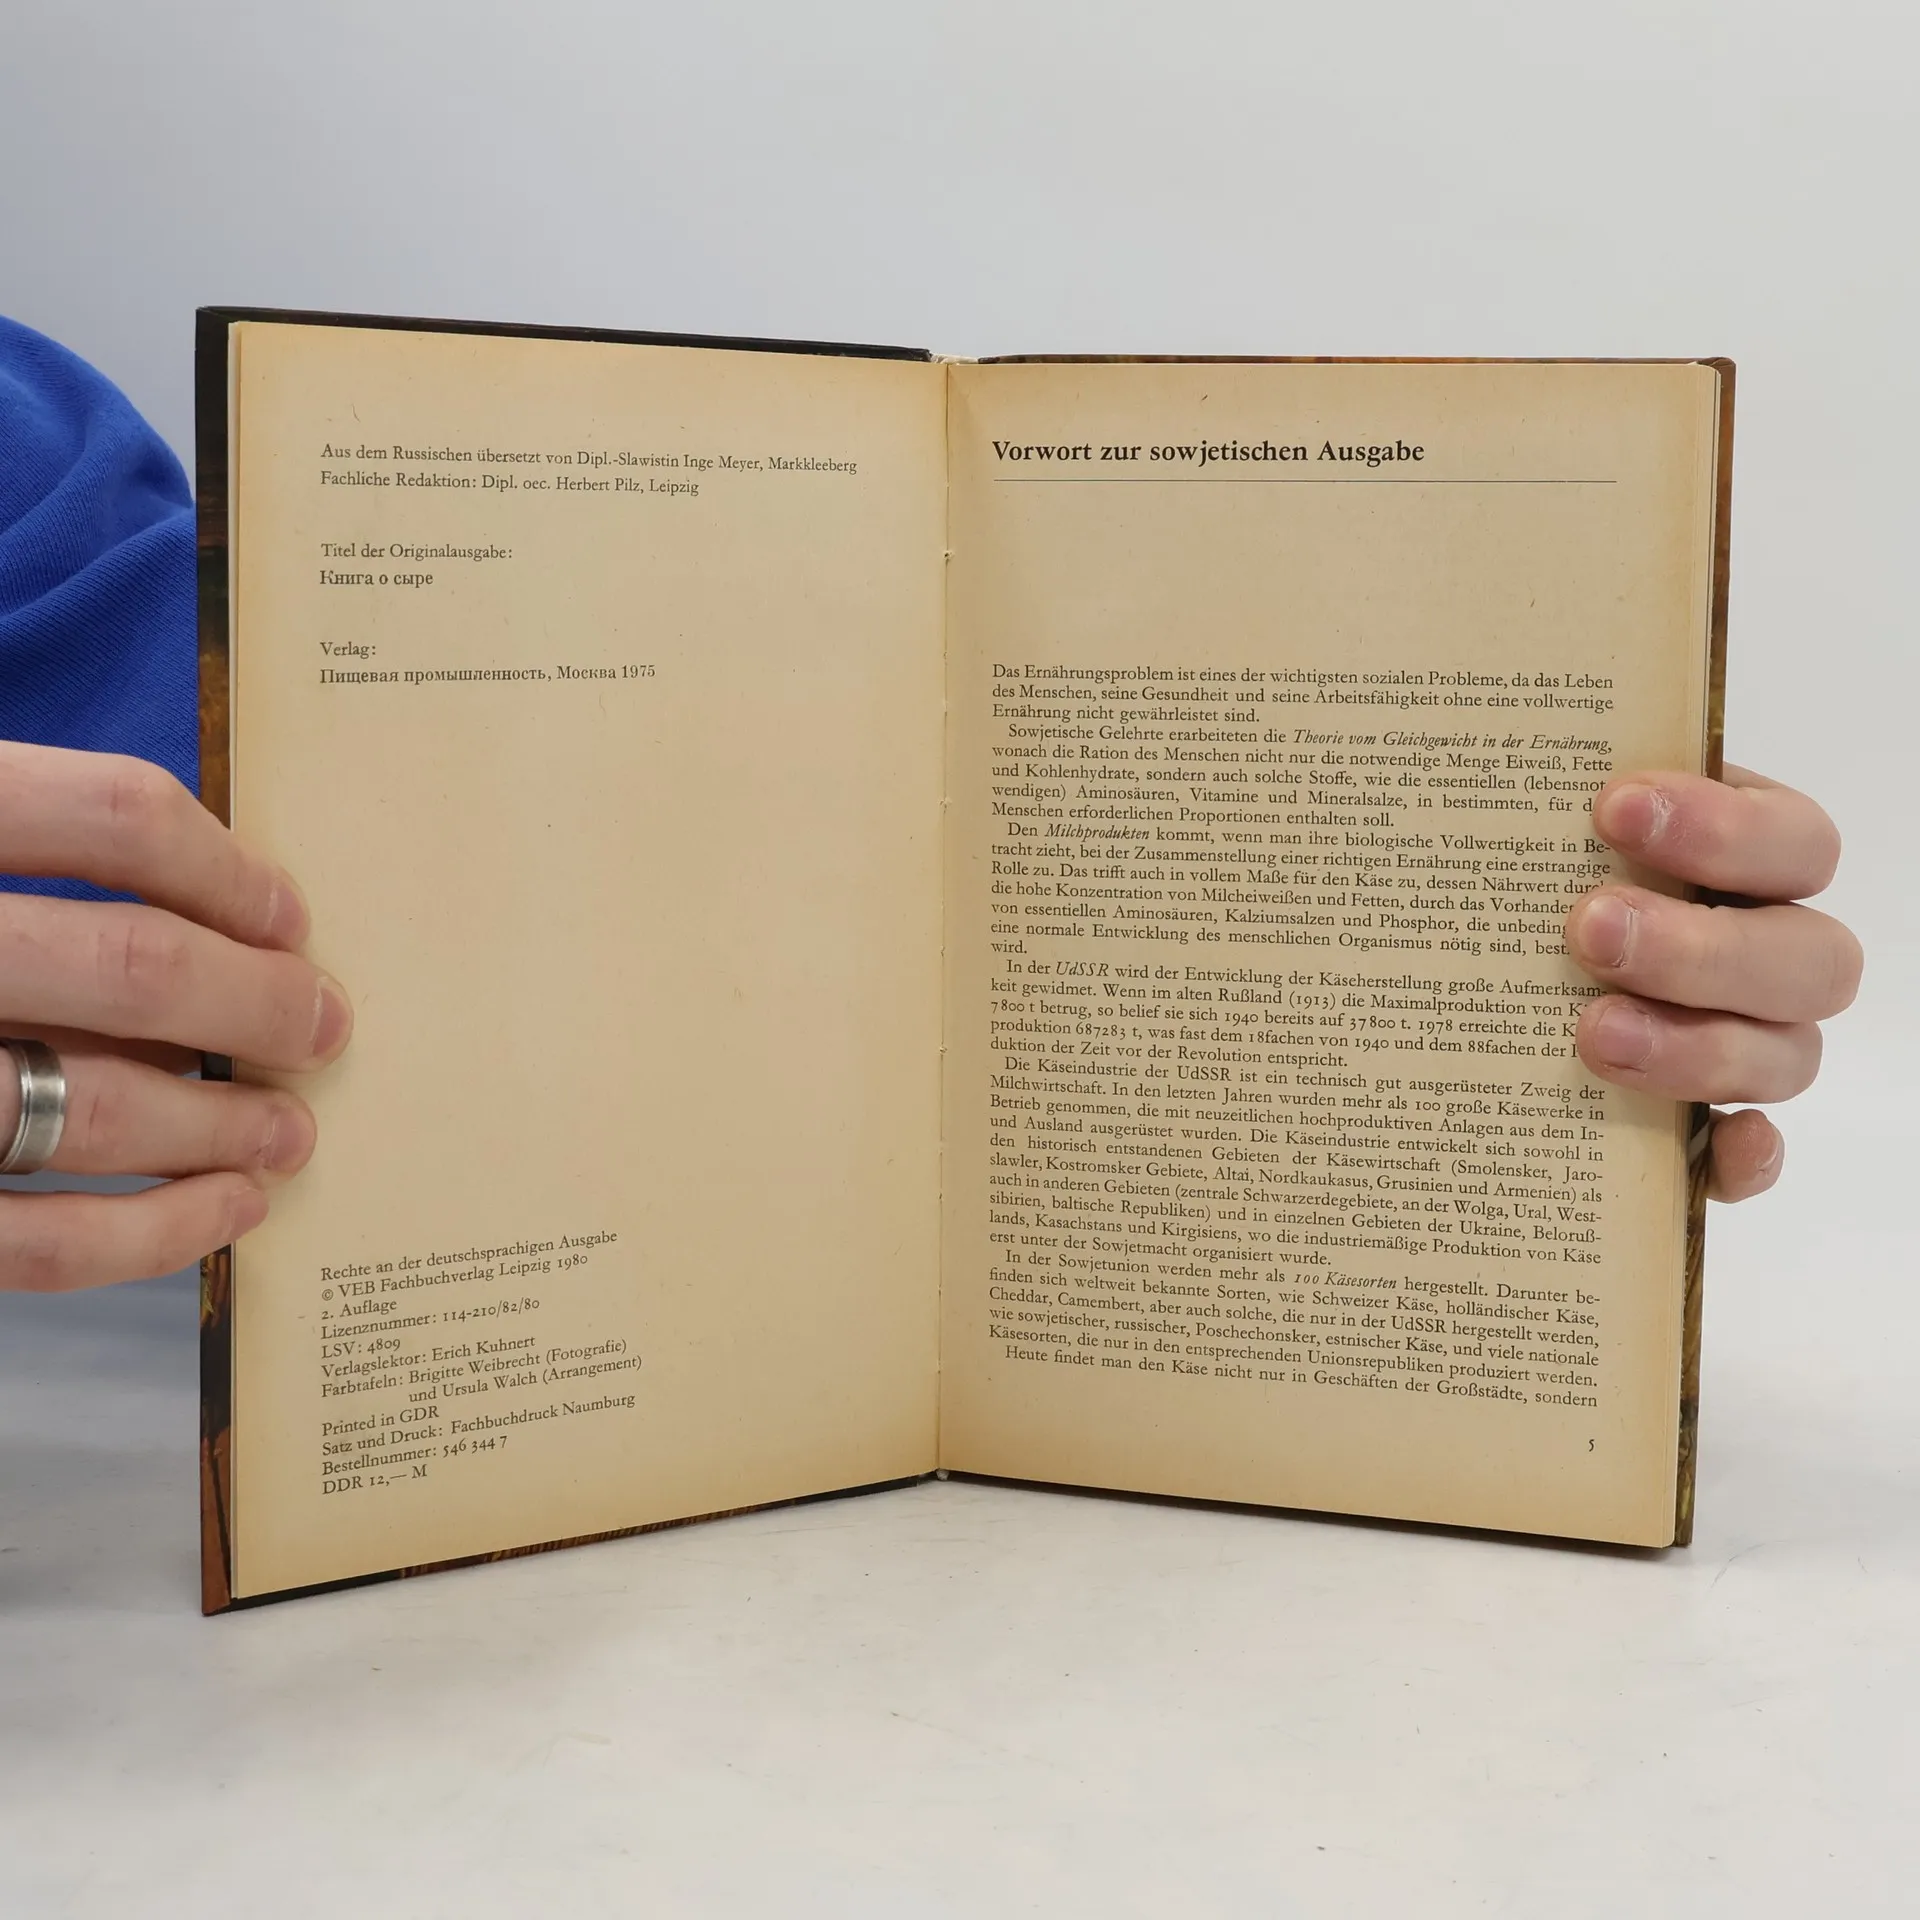 Aus dem Russischen übersetzt von Dipl.-Slawistin Inge Meyer, Markkleeberg
Fachliche Redaktion: Dipl. oec. Herbert Pilz, Leipzig
Titel der Originalausgabe:
Книга о сыре
Verlag:
Пищевая промышленность, Москва 1975
Rechte an der deutschsprachigen Ausgabe
© VEB Fachbuchverlag Leipzig 1980
2. Auflage
Lizenznummer: 114-210/82/80
LSV: 4809
Verlagslektor: Erich Kuhnert
Farbtafeln: Brigitte Weibrecht (Fotografie)
und Ursula Walch (Arrangement)
Printed in GDR
Satz und Druck: Fachbuchdruck Naumburg
Bestellnummer: 546 344 7
DDR 12,— M
Vorwort zur sowjetischen Ausgabe
Das Ernährungsproblem ist eines der wichtigsten sozialen Probleme, da das Leben
des Menschen, seine Gesundheit und seine Arbeitsfähigkeit ohne eine vollwertige
Ernährung nicht gewährleistet sind.
Sowjetische Gelehrte erarbeiteten die Theorie vom Gleichgewicht in der Ernährung,
wonach die Ration des Menschen nicht nur die notwendige Menge Eiweiß, Fette
und Kohlenhydrate, sondern auch solche Stoffe, wie die essentiellen (lebensnot-
wendigen) Aminosäuren, Vitamine und Mineralsalze, in bestimmten, für
Menschen erforderlichen Proportionen enthalten soll.
Den Milchprodukten kommt, wenn man ihre biologische Vollwertigkeit in Be-
tracht zieht, bei der Zusammenstellung einer richtigen Ernährung eine erstrangige
Rolle zu. Das trifft auch in vollem Maße für den Käse zu, dessen Nährwert durch
die hohe Konzentration von Milcheiweißen und Fetten, durch das
von essentiellen Aminosäuren, Kalziumsalzen und Phosphor, die
eine normale Entwicklung des menschlichen Organismus nötig sind,
wird.
In der UdSSR wird der Entwicklung der Käseherstellung große Aufmerksam-
keit gewidmet. Wenn im alten Rußland (1913) die Maximalproduktion von
7800 t betrug, so belief sie sich 1940 bereits auf 37800 t. 1978 erreichte die
produktion 687283 t, was fast dem 18fachen von 1940 und dem 88fachen der
duktion der Zeit vor der Revolution entspricht.
Die Käseindustrie der UdSSR ist ein technisch gut ausgerüsteter Zweig der
Milchwirtschaft. In den letzten Jahren wurden mehr als 100 große Käsewerke in
Betrieb genommen, die mit neuzeitlichen hochproduktiven Anlagen aus dem In-
und Ausland ausgerüstet wurden. Die Käseindustrie entwickelt sich sowohl in
den historisch entstandenen Gebieten der Käsewirtschaft (Smolensker, Jaro-
slawler, Kostromsker Gebiete, Altai, Nordkaukasus, Grusinien und Armenien) als
auch in anderen Gebieten (zentrale Schwarzerdegebiete, an der Wolga, Ural, West-
sibirien, baltische Republiken) und in einzelnen Gebieten der Ukraine, Beloruß-
lands, Kasachstans und Kirgisiens, wo die industriemäßige Produktion von Käse
erst unter der Sowjetmacht organisiert wurde.
In der Sowjetunion werden mehr als 100 Käsesorten hergestellt. Darunter be-
finden sich weltweit bekannte Sorten, wie Schweizer Käse, holländischer Käse,
Cheddar, Camembert, aber auch solche, die nur in der UdSSR hergestellt werden,
wie sowjetischer, russischer, Poschechonsker, estnischer Käse, und viele nationale
Käsesorten, die nur in den entsprechenden Unionsrepubliken produziert werden.
Heute findet man den Käse nicht nur in Geschäften der Großstädte, sondern
5